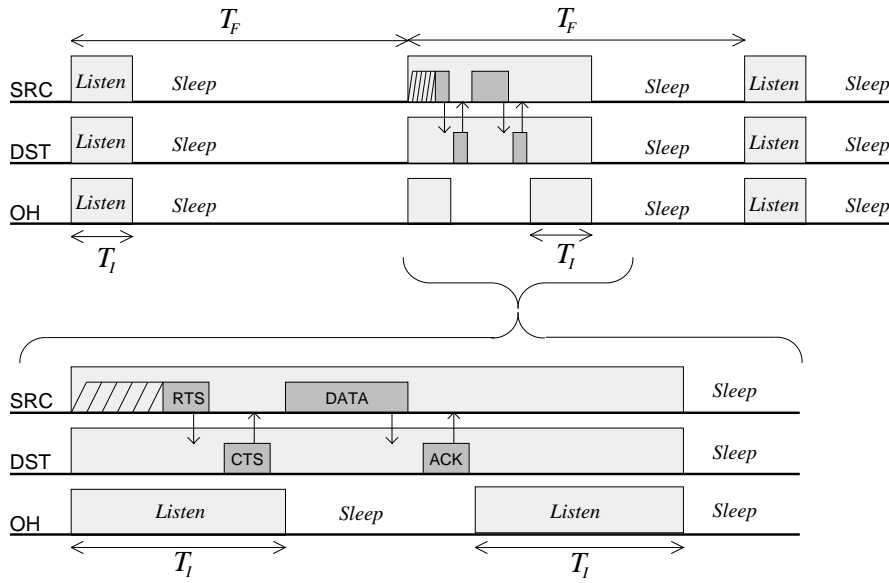 T_F T_F
SRC Listen Sleep Sleep Listen Sleep
DST Listen Sleep Sleep Listen Sleep
OH Listen Sleep Sleep Listen Sleep
T_I T_I
SRC RTS DATA Sleep
DST CTS ACK Sleep
OH Listen Sleep Listen Sleep
T_I T_I